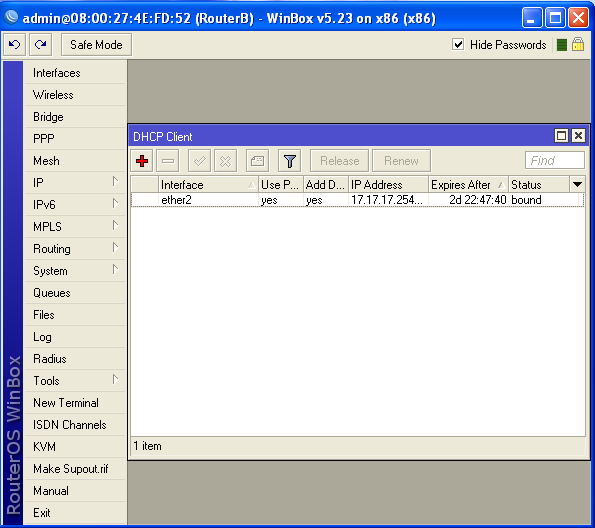 admin@08:00:27:4E:FD:52 (RouterB) - WinBox v5.23 on x86 (x86)
Safe Mode
Hide Passwords
RouterOS WinBox
Interfaces
Wireless
Bridge
PPP
Mesh
IP
IPv6
MPLS
Routing
System
Queues
Files
Log
Radius
Tools
New Terminal
ISDN Channels
KVM
Make Supout.rif
Manual
Exit
DHCP Client
Release Renew Find
Interface Use P... Add D... IP Address Expires After Status
ether2 yes yes 17.17.17.254... 2d 22:47:40 bound
1 item